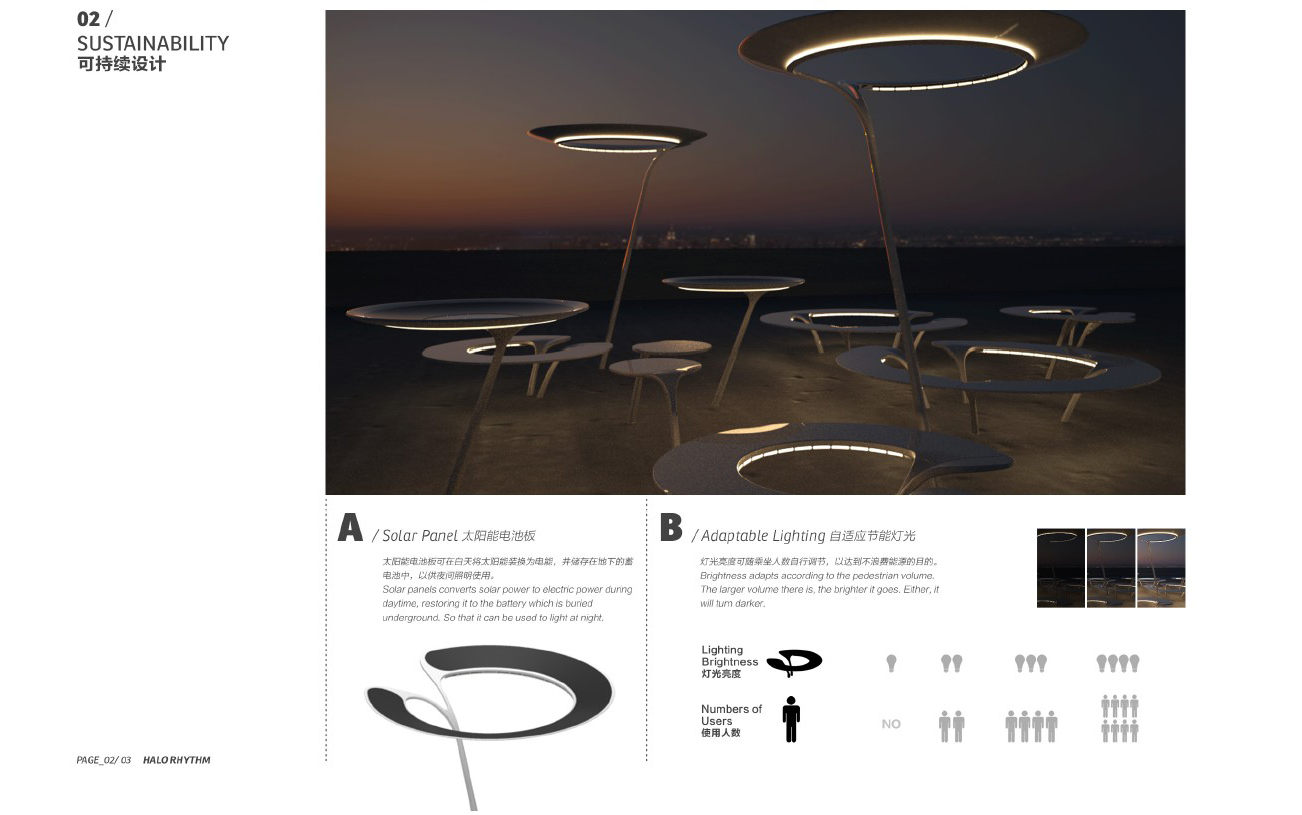 02 /
SUSTAINABILITY
可持续设计
A / Solar Panel 太阳能电池板
太阳能电池板可在白天将太阳能装换为电能，并储存在地下的蓄
电池中，以供夜间照明使用。
Solar panels converts solar power to electric power during
daytime, restoring it to the battery which is buried
underground. So that it can be used to light at night.
B / Adaptable Lighting 自适应节能灯光
灯光亮度可随乘坐人数自行调节，以达到不浪费能源的目的。
Brightness adapts according to the pedestrian volume.
The larger volume there is, the brighter it goes. Either, it
will turn darker.
Lighting
Brightness
灯光亮度
Numbers of
Users
使用人数
NO
PAGE_02/ 03 HALO RHYTHM